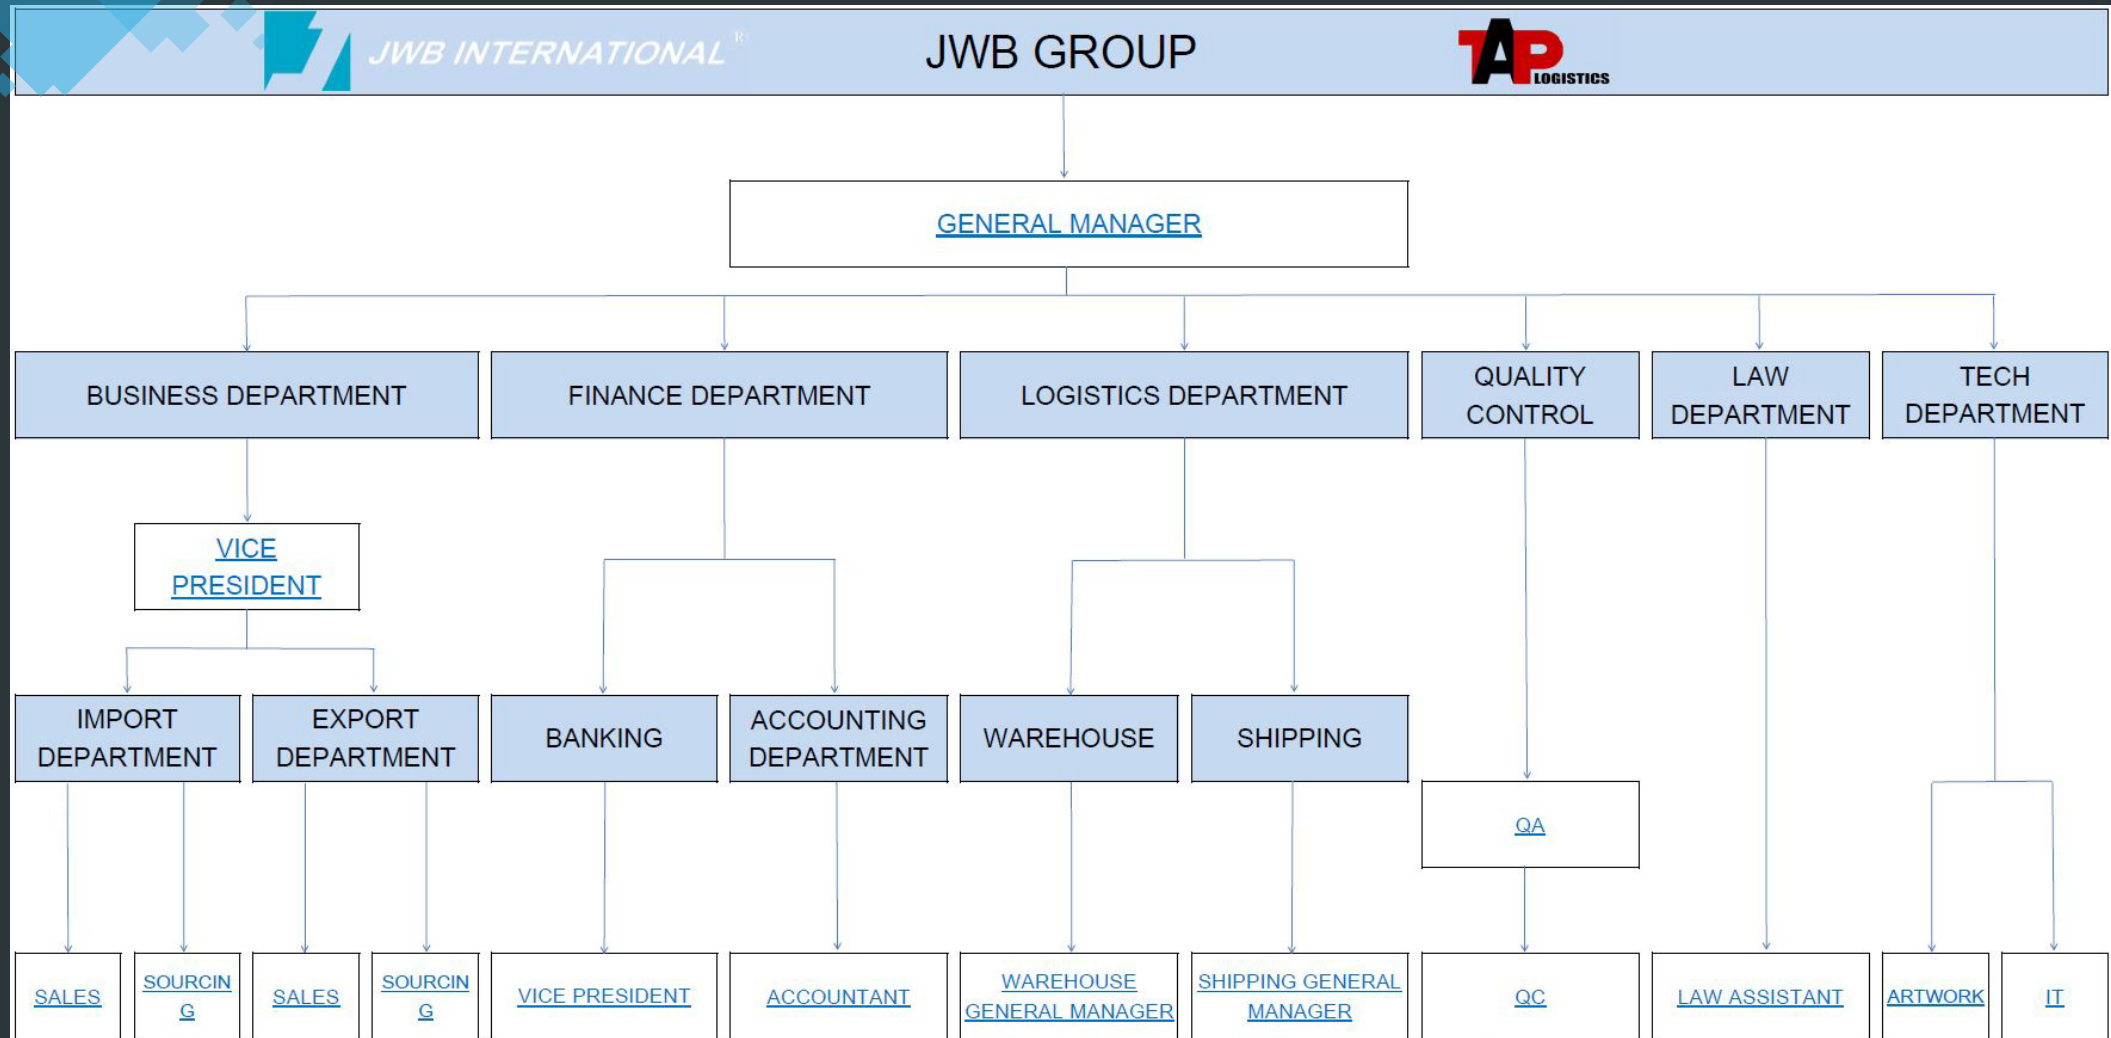 JWB INTERNATIONAL®
JWB GROUP
TAP
LOGISTICS
GENERAL MANAGER
BUSINESS DEPARTMENT
FINANCE DEPARTMENT
LOGISTICS DEPARTMENT
QUALITY
CONTROL
LAW
DEPARTMENT
TECH
DEPARTMENT
VICE
PRESIDENT
IMPORT
DEPARTMENT
EXPORT
DEPARTMENT
BANKING
ACCOUNTING
DEPARTMENT
WAREHOUSE
SHIPPING
QA
SALES
SOURCIN
G
SALES
SOURCIN
G
VICE PRESIDENT
ACCOUNTANT
WAREHOUSE
GENERAL MANAGER
SHIPPING GENERAL
MANAGER
QC
LAW ASSISTANT
ARTWORK
IT